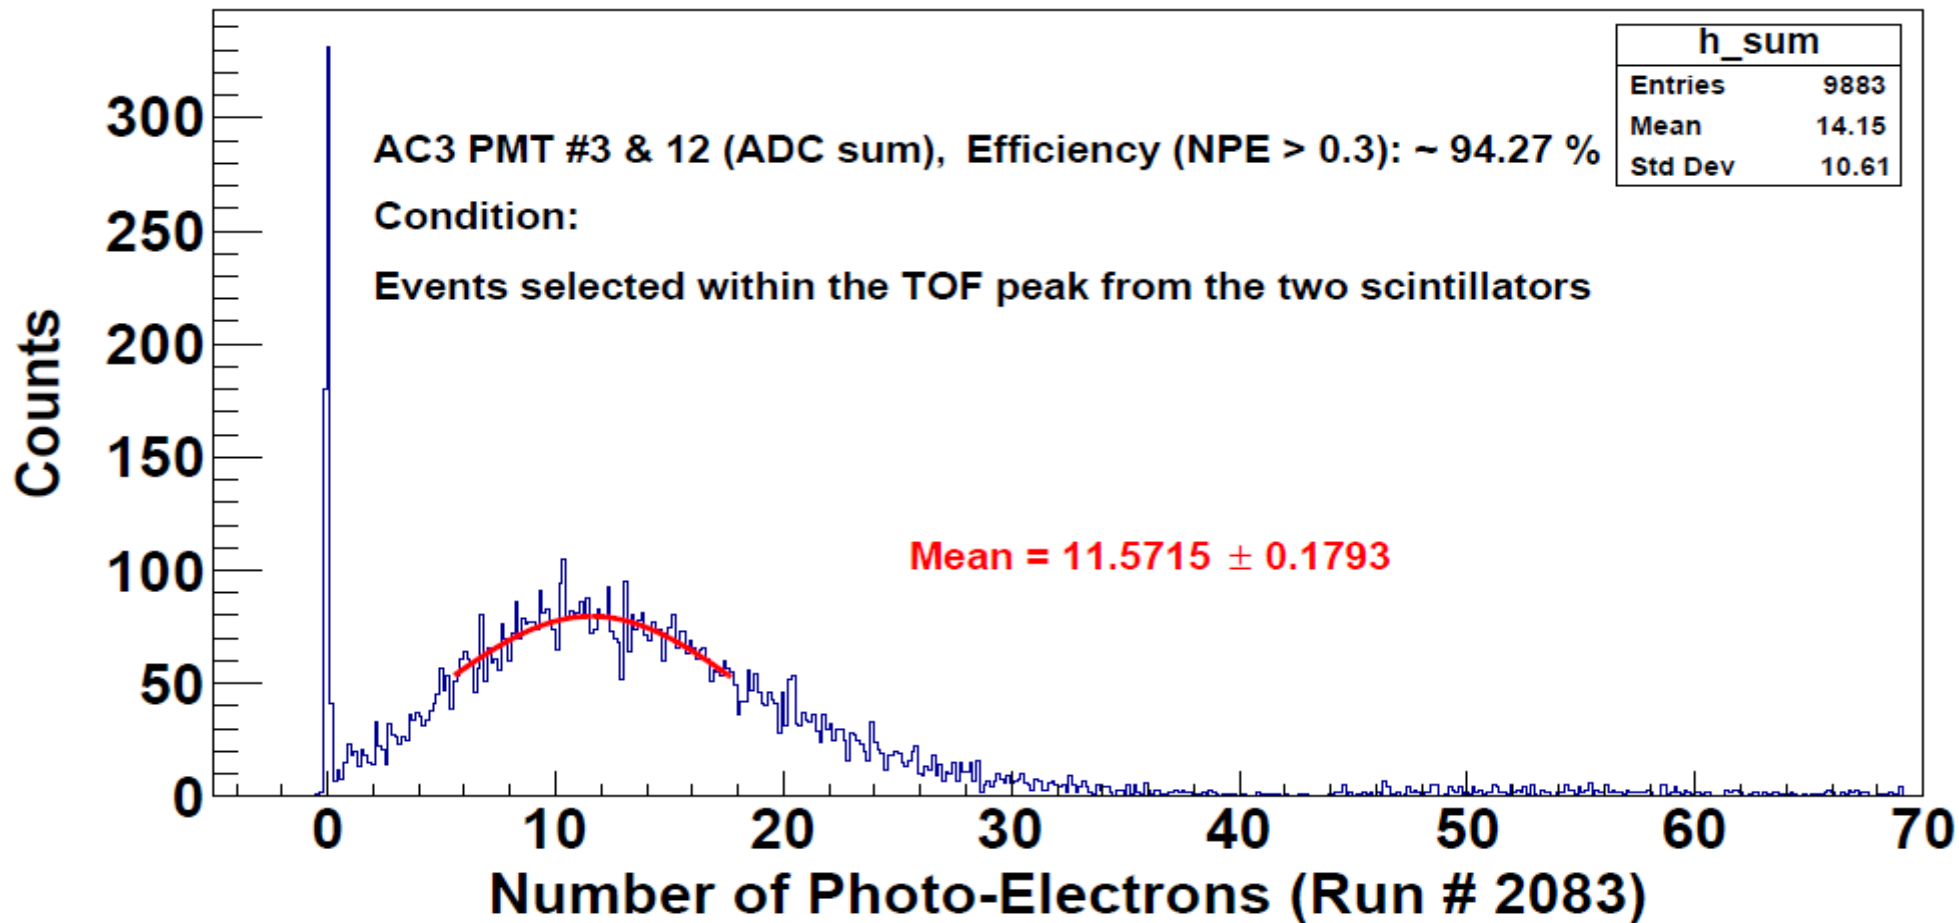 h_sum
Entries 9883
Mean 14.15
Std Dev 10.61
AC3 PMT #3 & 12 (ADC sum), Efficiency (NPE > 0.3): ~ 94.27 %
Condition:
Events selected within the TOF peak from the two scintillators
Mean = 11.5715 ± 0.1793
Counts
300
250
200
150
100
50
0
0 10 20 30 40 50 60 70
Number of Photo-Electrons (Run # 2083)